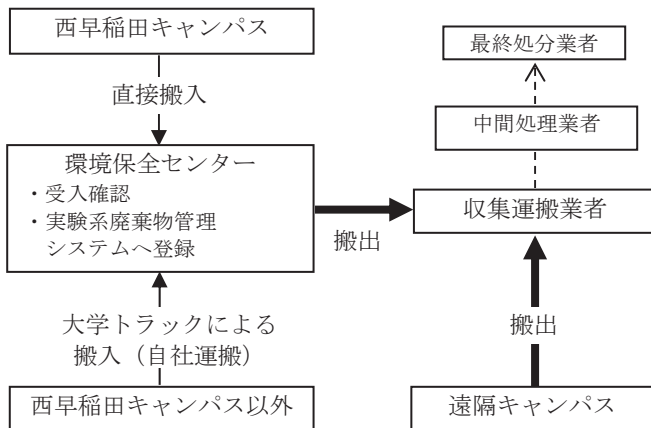 西早稲田キャンパス
直接搬入
環境保全センター
・受入確認
・実験系廃棄物管理
システムへ登録
大学トラックによる
搬入（自社運搬）
西早稲田キャンパス以外
搬出
最終処分業者
中間処理業者
収集運搬業者
搬出
遠隔キャンパス